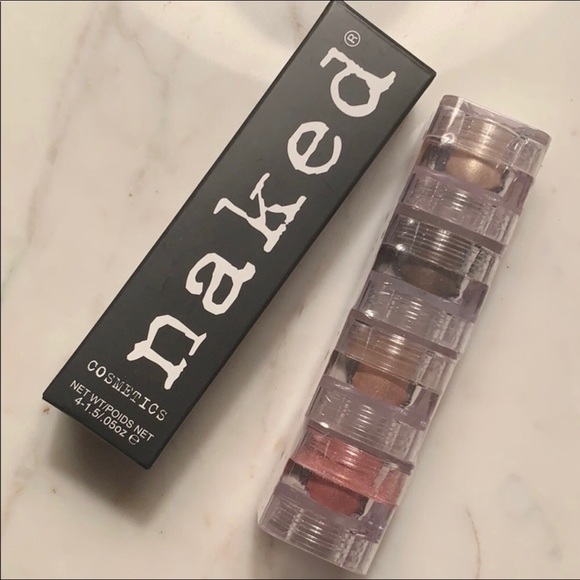 naked®
COSMETICS
NET WT/POIDS NET
4-1.5/.05oz ℮